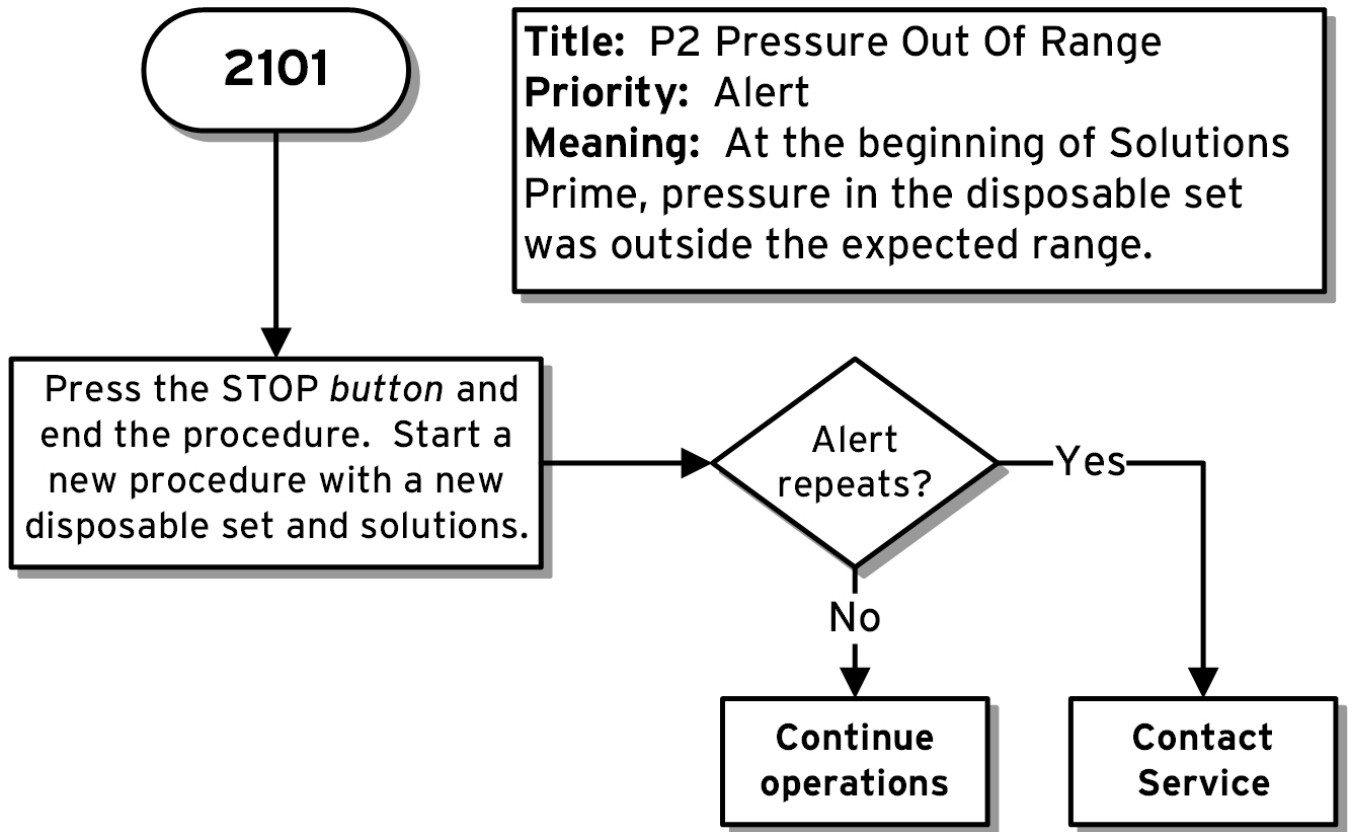 2101
Title: P2 Pressure Out Of Range
Priority: Alert
Meaning: At the beginning of Solutions
Prime, pressure in the disposable set
was outside the expected range.
Press the STOP button and
end the procedure. Start a
new procedure with a new
disposable set and solutions.
Alert
repeats?
Yes
No
Continue
operations
Contact
Service